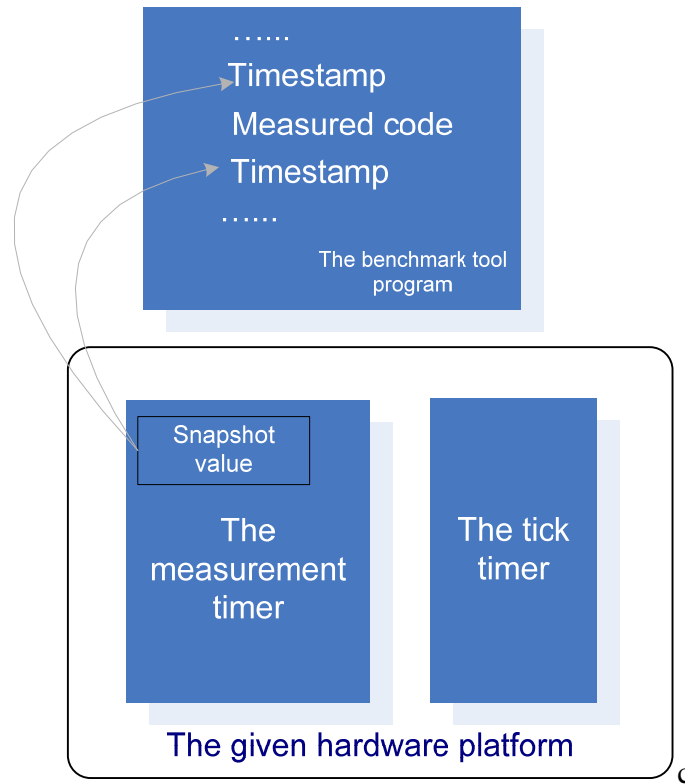 ......
Timestamp
Measured code
Timestamp
......
The benchmark tool
program
Snapshot
value
The
measurement
timer
The tick
timer
The given hardware platform